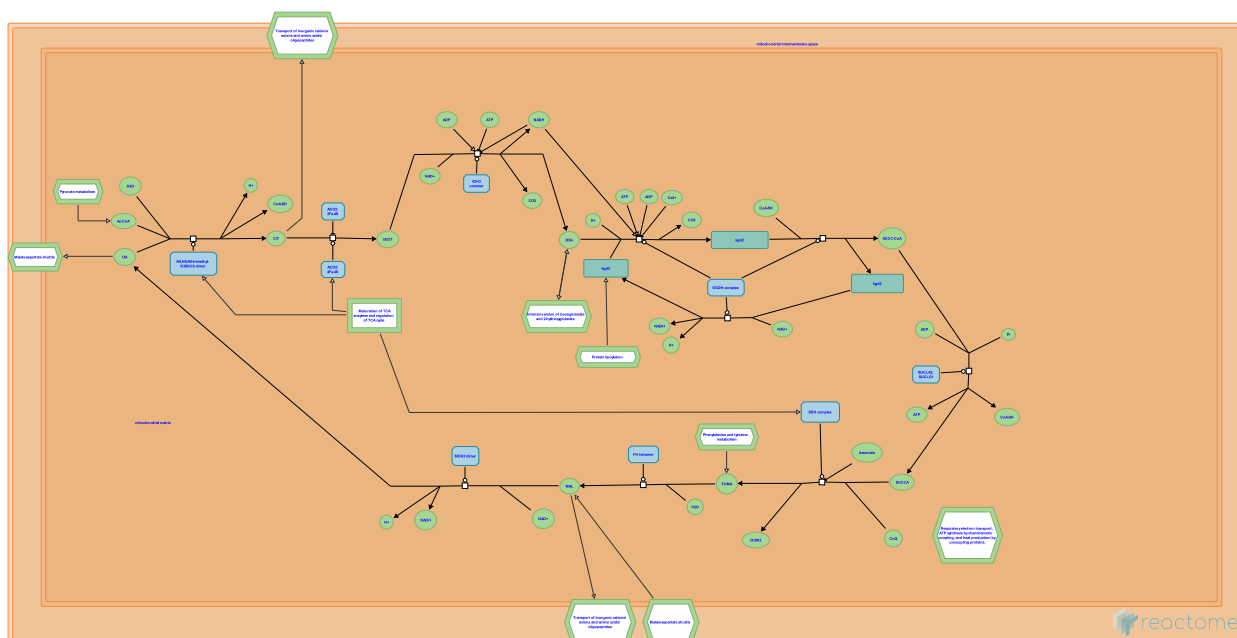 Transport of inorganic cations/
anions and amino acids/
oligopeptides
mitochondrial intermembrane space
ADP
ATP
NADH
NAD+
IDH3
CO2
Pyruvate metabolism
H2O
H+
CoA-SH
Ac-CoA
ACO2:
CIT
ISCIT
OA
Malate-aspartate shuttle
ACO2:
2OG
H+
ATP
ADP
Ca2+
CO2
CoA-SH
SUCC-CoA
OGDH complex
NADH
H+
NAD+
Maturation of TCA
enzymes and regulation
of TCA cycle
Interconversion of 2-oxoglutarate
and 2-hydroxyglutarate
Protein lipoylation
ADP
Pi
SUCLG1
ATP
CoA-SH
SDH complex
mitochondrial matrix
Phenylalanine and tyrosine
metabolism
MDH2 dimer
FH tetramer
MAL
FUMA
SUCCA
H2O
H+
NADH
NAD+
CoQ
Respiratory electron transport,
ATP synthesis by chemiosmotic
coupling, and heat production by
uncoupling proteins.
Transport of inorganic cations/
anions and amino acids/
oligopeptides
Malate-aspartate shuttle
reactome